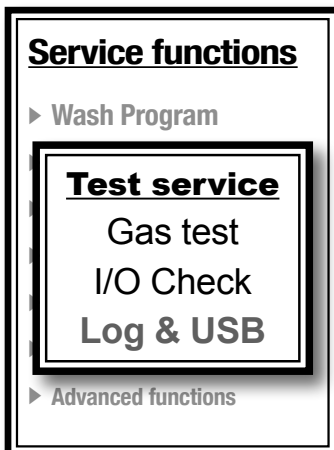 Service functions
Wash Program
Test service
Gas test
I/O Check
Log & USB
Advanced functions